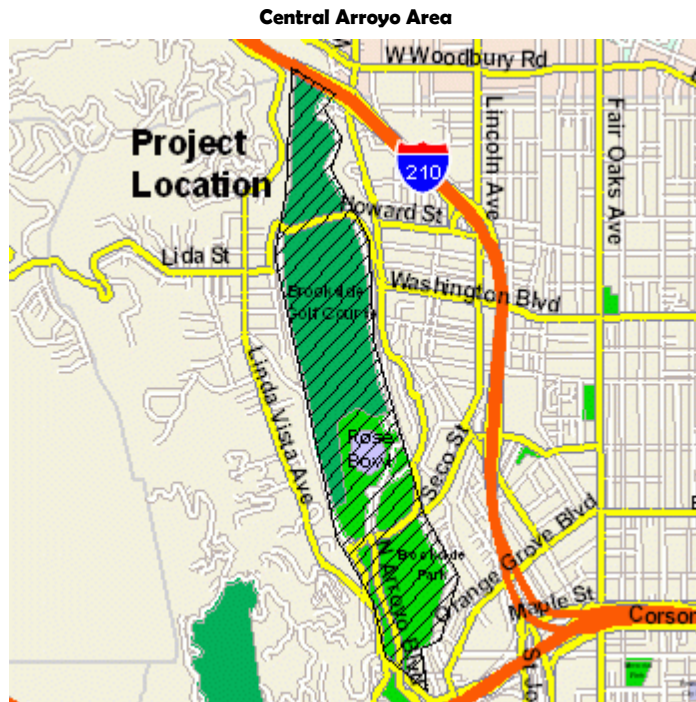 Central Arroyo Area
W Woodbury Rd
Project
Location
210
Lincoln Ave
Fair Oaks Ave
Howard St
Lida St
Washington Blvd
Brookside
Golf Course
Linda Vista Ave
Rose
Bowl
Seco St
Brookside
Park
N Arroyo Blvd
Orange Grove Blvd
Maple St
Corson
St Jo